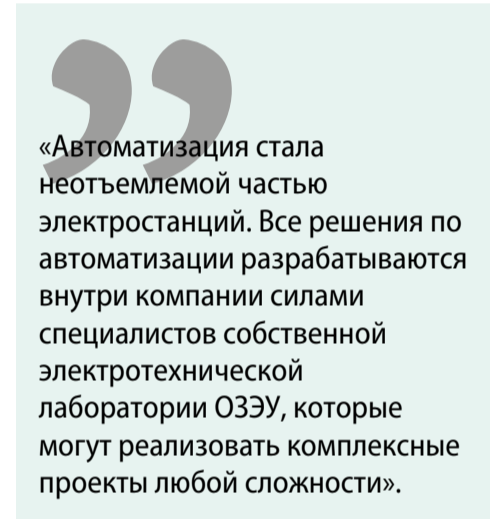 «Автоматизация стала
неотъемлемой частью
электростанций. Все решения по
автоматизации разрабатываются
внутри компании силами
специалистов собственной
электротехнической
лаборатории ОЗЭУ, которые
могут реализовать комплексные
проекты любой сложности».